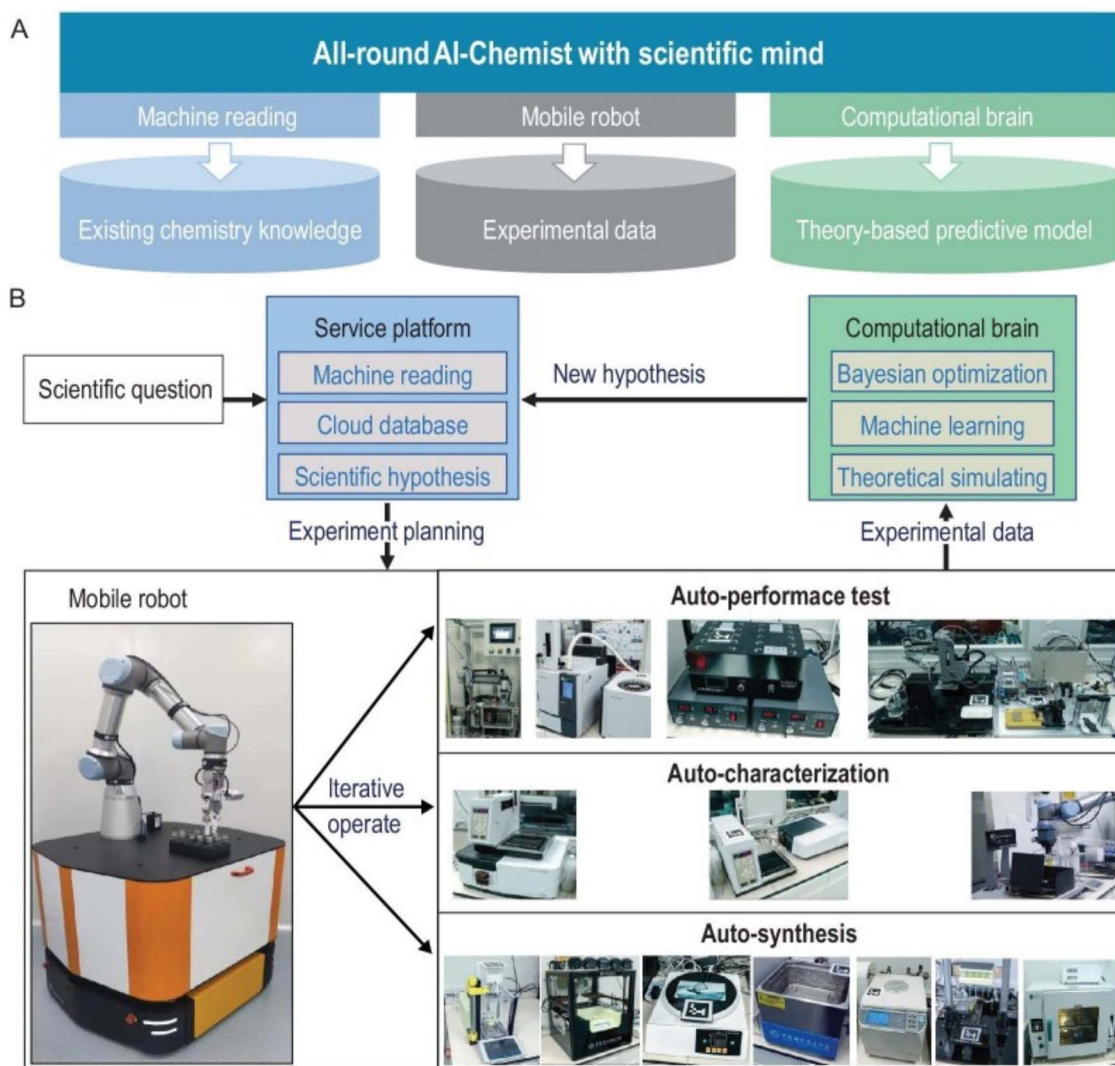 A
All-round AI-Chemist with scientific mind
Machine reading
Mobile robot
Computational brain
Existing chemistry knowledge
Experimental data
Theory-based predictive model
B
Service platform
Machine reading
Cloud database
Scientific hypothesis
Scientific question
New hypothesis
Computational brain
Bayesian optimization
Machine learning
Theoretical simulating
Experiment planning
Experimental data
Mobile robot
Iterative
operate
Auto-performace test
Auto-characterization
Auto-synthesis